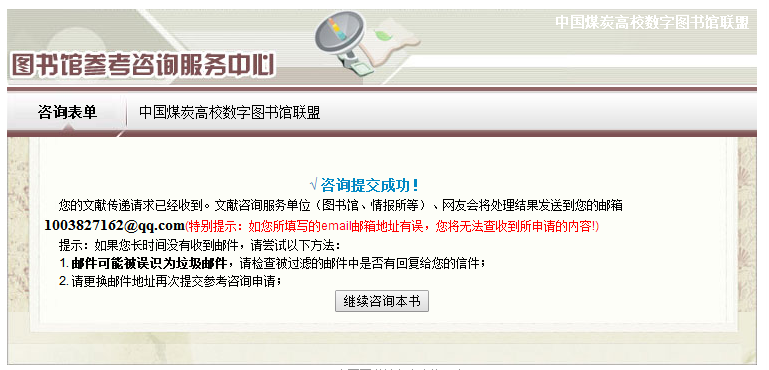 中国煤炭高校数字图书馆联盟
图书馆参考咨询服务中心
咨询表单 中国煤炭高校数字图书馆联盟
√ 咨询提交成功！
您的文献传递请求已经收到。文献咨询服务单位（图书馆、情报所等）、网友会将处理结果发送到您的邮箱
1003827162@qq.com(特别提示：如您所填写的email邮箱地址有误，您将无法查收到所申请的内容!)
提示：如果您长时间没有收到邮件，请尝试以下方法：
1. 邮件可能被误识为垃圾邮件，请检查被过滤的邮件中是否有回复给您的信件；
2. 请更换邮件地址再次提交参考咨询申请；
继续咨询本书